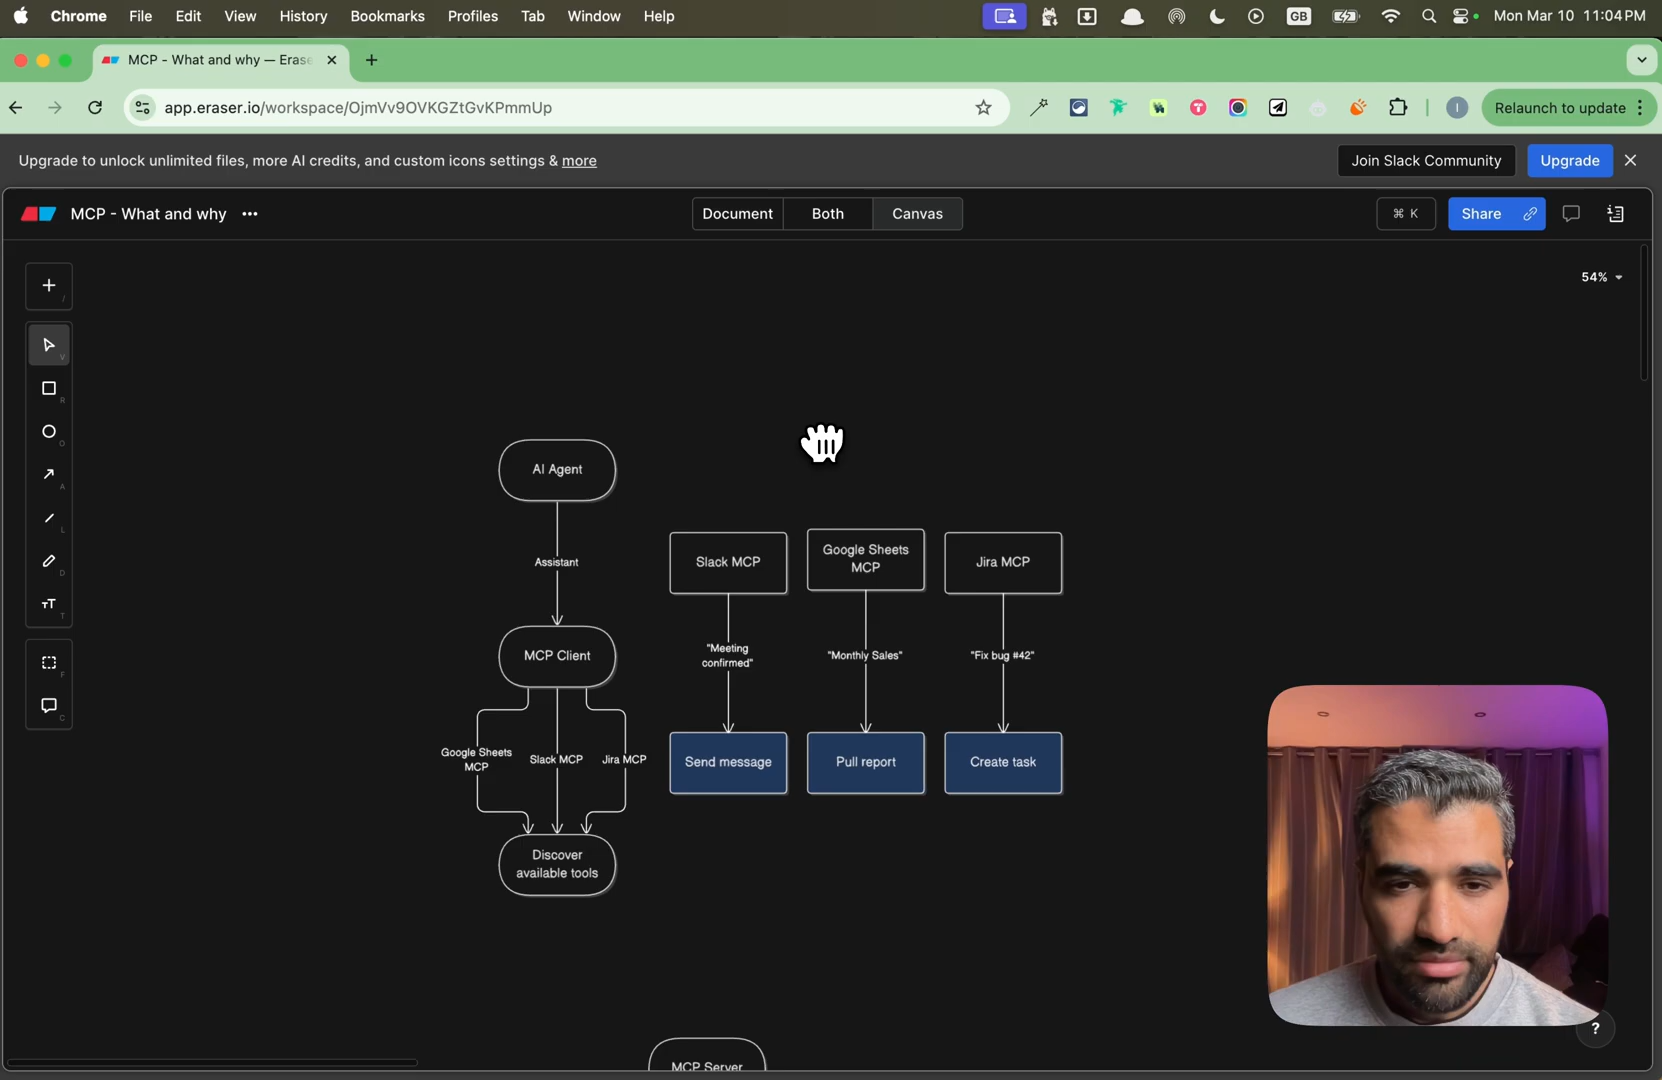 Chrome File Edit View History Bookmarks Profiles Tab Window Help GB Mon Mar 10 11:04 PM
MCP - What and why — Erase
app.eraser.io/workspace/OjmVv9OVKGZtGvKPmmUp
Relaunch to update
Upgrade to unlock unlimited files, more AI credits, and custom icons settings & more
Join Slack Community
Upgrade
MCP - What and why
Document Both Canvas
⌘ K
Share
54%
/
V
R
O
A
L
D
T
F
C
AI Agent
Assistant
MCP Client
Google Sheets
MCP
Slack MCP
Jira MCP
Discover
available tools
Slack MCP
Google Sheets
MCP
Jira MCP
"Meeting
confirmed"
"Monthly Sales"
"Fix bug #42"
Send message
Pull report
Create task
MCP Server
?